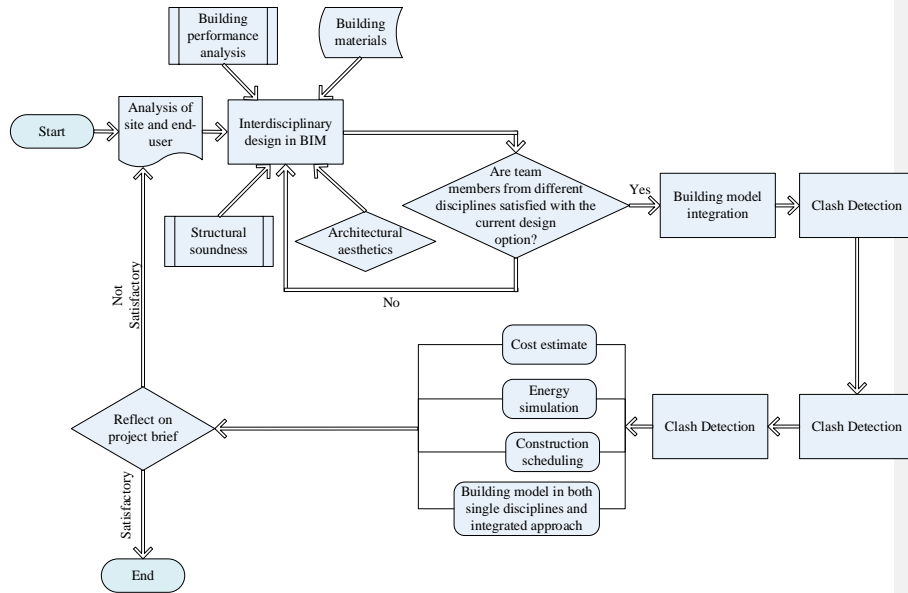 Building
performance
analysis
Building
materials
Start
Analysis of
site and end-
user
Interdisciplinary
design in BIM
Are team
members from different
disciplines satisfied with the
current design
option?
Yes
Building model
integration
Clash Detection
Structural
soundness
Architectural
aesthetics
No
Not
Satisfactory
Cost estimate
Energy
simulation
Construction
scheduling
Building model in both
single disciplines and
integrated approach
Clash Detection
Clash Detection
Reflect on
project brief
Satisfactory
End